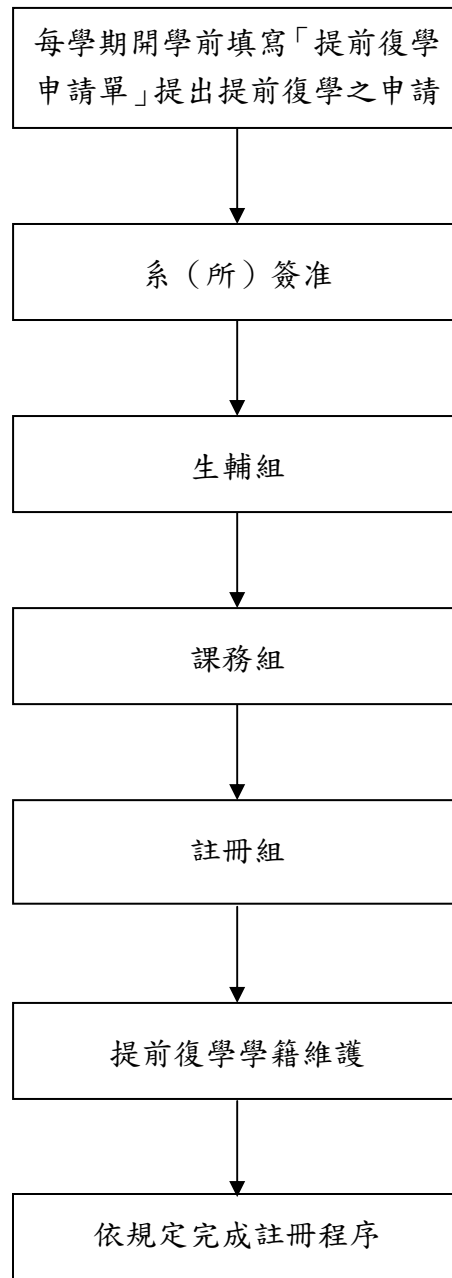 每學期開學前填寫「提前復學
申請單」提出提前復學之申請
系（所）簽准
生輔組
課務組
註冊組
提前復學學籍維護
依規定完成註冊程序